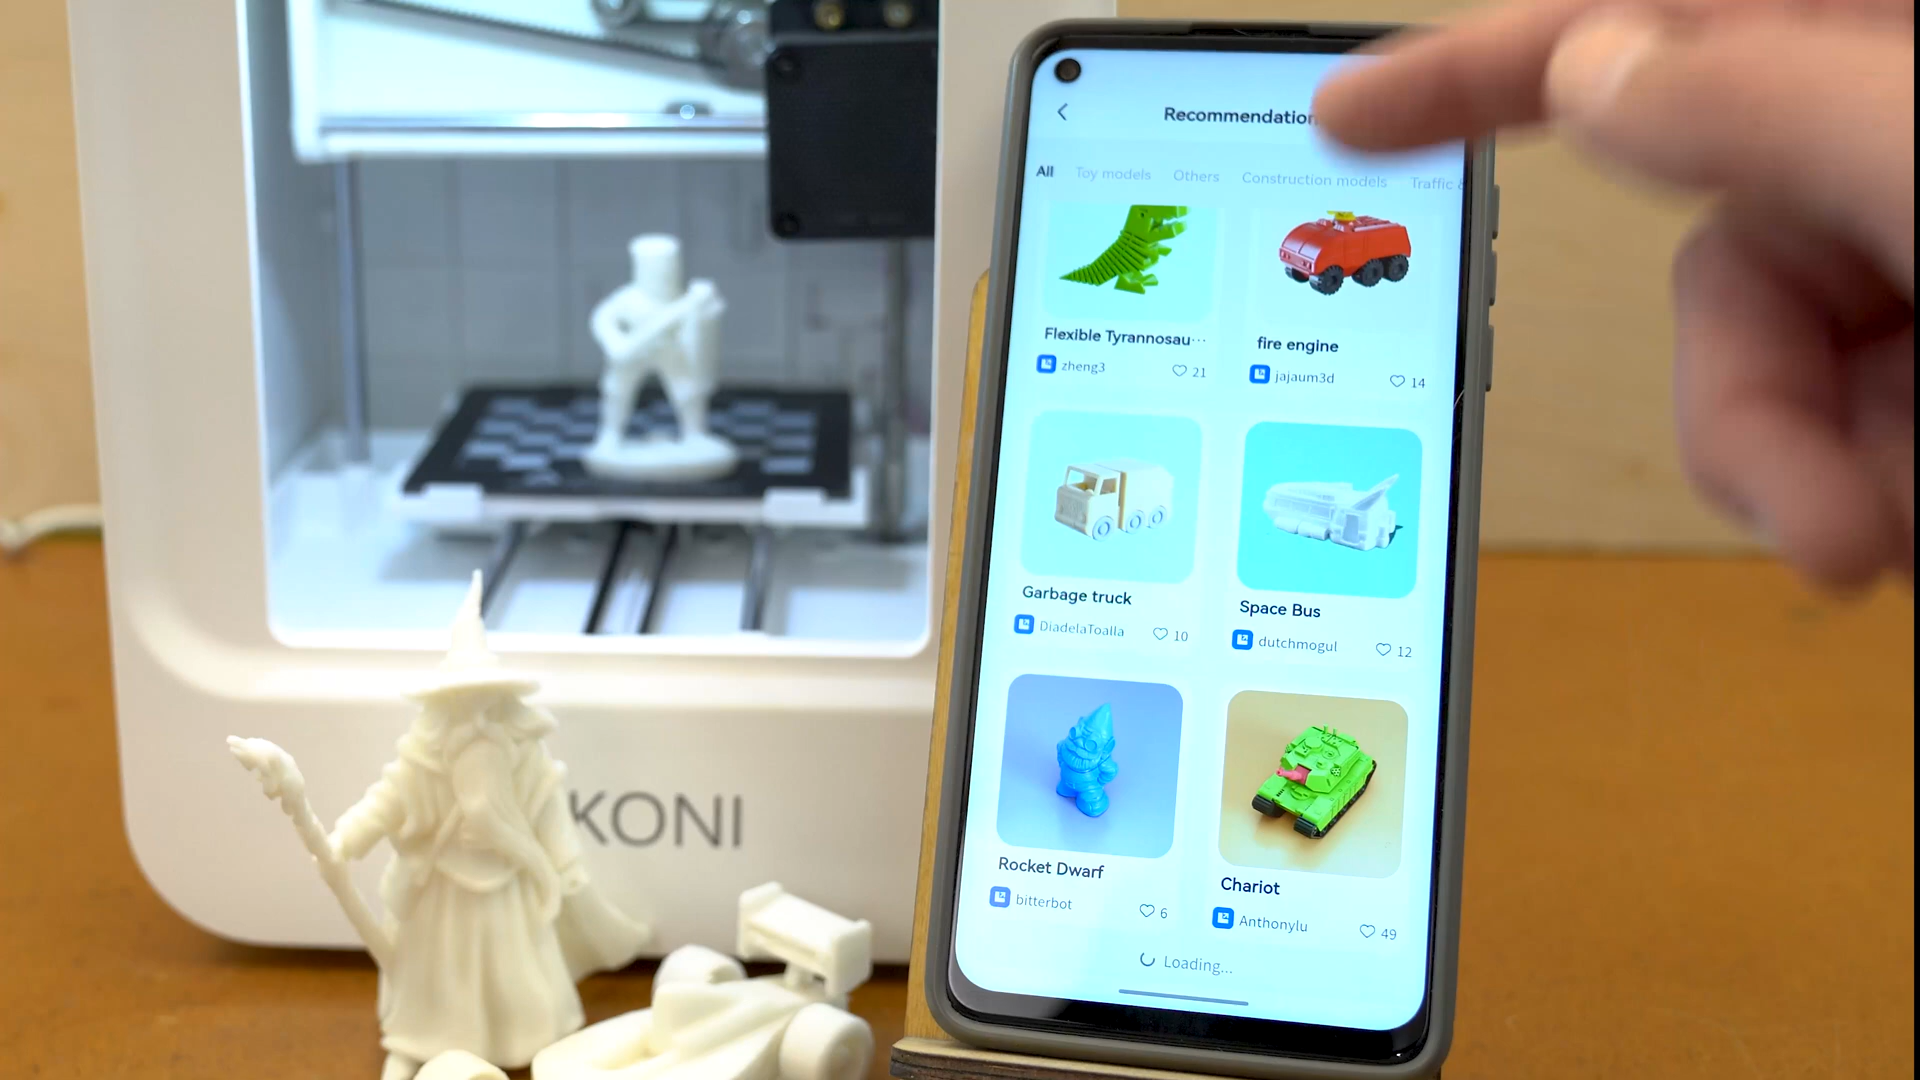 Recommendation
All Toy models Others Construction models Traffic &
Flexible Tyrannosau...
zheng3 21
fire engine
jajaum3d 14
Garbage truck
DiadelaToalla 10
Space Bus
dutchmogul 12
Rocket Dwarf
bitterbot 6
Chariot
Anthonylu 49
Loading...
KONI